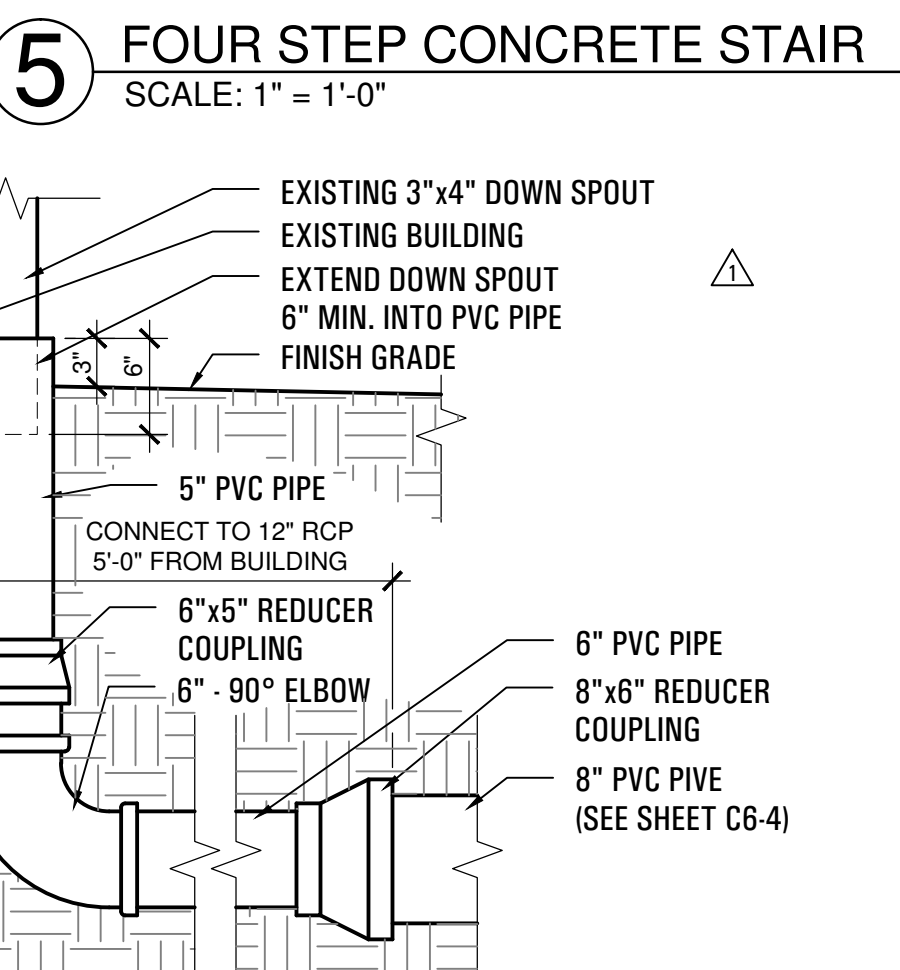 5
FOUR STEP CONCRETE STAIR
SCALE: 1" = 1'-0"
EXISTING 3"x4" DOWN SPOUT
EXISTING BUILDING
1
EXTEND DOWN SPOUT
6" MIN. INTO PVC PIPE
3"
6"
FINISH GRADE
5" PVC PIPE
CONNECT TO 12" RCP
5'-0" FROM BUILDING
6"x5" REDUCER
COUPLING
6" - 90° ELBOW
6" PVC PIPE
8"x6" REDUCER
COUPLING
8" PVC PIVE
(SEE SHEET C6-4)